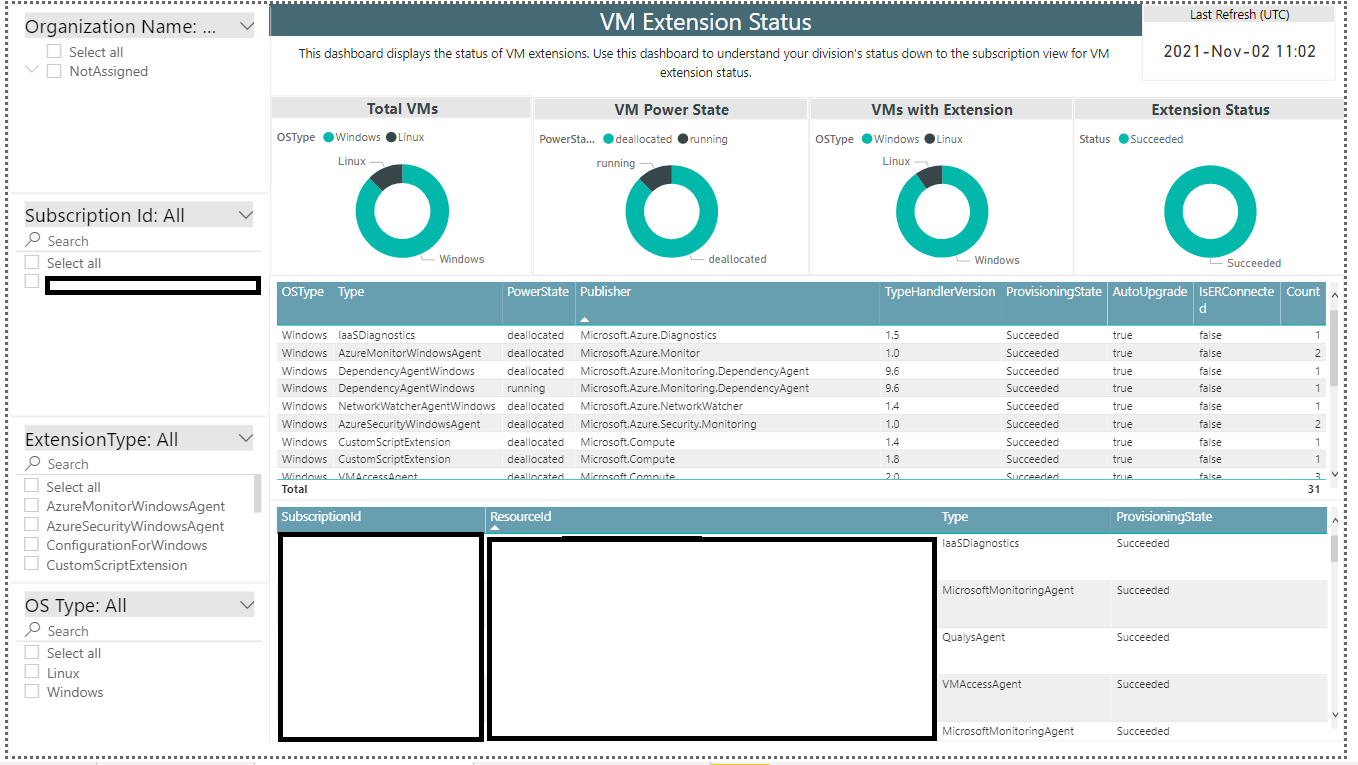 Organization Name: ...
Select all
NotAssigned
Subscription Id: All
Search
Select all
ExtensionType: All
Search
Select all
AzureMonitorWindowsAgent
AzureSecurityWindowsAgent
ConfigurationForWindows
CustomScriptExtension
OS Type: All
Search
Select all
Linux
Windows
VM Extension Status
This dashboard displays the status of VM extensions. Use this dashboard to understand your division's status down to the subscription view for VM
extension status.
Last Refresh (UTC)
2021-Nov-02 11:02
Total VMs
OSType Windows Linux
Linux
Windows
VM Power State
PowerSta... deallocated running
running
deallocated
VMs with Extension
OSType Windows Linux
Linux
Windows
Extension Status
Status Succeeded
Succeeded
OSType Type PowerState Publisher TypeHandlerVersion ProvisioningState AutoUpgrade IsERConnecte Count
d
Windows IaaSDiagnostics deallocated Microsoft.Azure.Diagnostics 1.5 Succeeded true false 1
Windows AzureMonitorWindowsAgent deallocated Microsoft.Azure.Monitor 1.0 Succeeded true false 2
Windows DependencyAgentWindows deallocated Microsoft.Azure.Monitoring.DependencyAgent 9.6 Succeeded true false 1
Windows DependencyAgentWindows running Microsoft.Azure.Monitoring.DependencyAgent 9.6 Succeeded true false 1
Windows NetworkWatcherAgentWindows deallocated Microsoft.Azure.NetworkWatcher 1.4 Succeeded true false 1
Windows AzureSecurityWindowsAgent deallocated Microsoft.Azure.Security.Monitoring 1.0 Succeeded true false 2
Windows CustomScriptExtension deallocated Microsoft.Compute 1.4 Succeeded true false 1
Windows CustomScriptExtension deallocated Microsoft.Compute 1.8 Succeeded true false 1
Windows VMAccessAgent deallocated Microsoft.Compute 2.0 Succeeded true false 3
Total 31
SubscriptionId ResourceId Type ProvisioningState
IaaSDiagnostics Succeeded
MicrosoftMonitoringAgent Succeeded
QualysAgent Succeeded
VMAccessAgent Succeeded
MicrosoftMonitoringAgent Succeeded